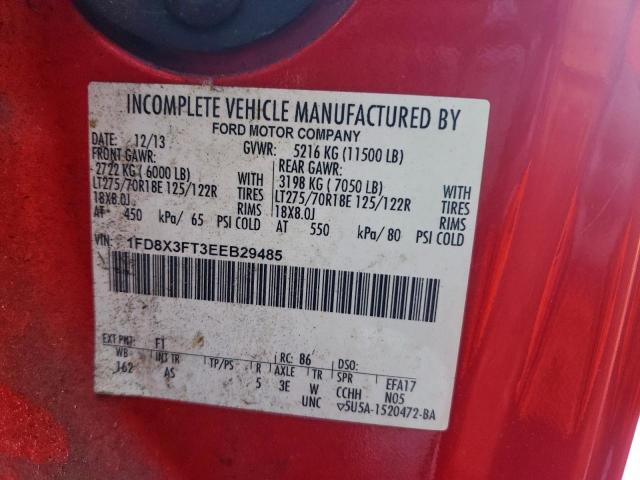 INCOMPLETE VEHICLE MANUFACTURED BY
FORD MOTOR COMPANY
DATE: 12/13 GVWR: 5216 KG (11500 LB)
FRONT GAWR: REAR GAWR:
2722 KG (6000 LB) WITH 3198 KG (7050 LB) WITH
LT275/70R18E 125/122R TIRES LT275/70R18E 125/122R TIRES
18X8.0J RIMS 18X8.0J RIMS
AT 450 kPa/ 65 PSI COLD AT 550 kPa/ 80 PSI COLD
VIN: 1FD8X3FT3EEB29485
EXT PNT: F1 RC: B6 DSO:
WB INT TR TP/PS R AXLE TR SPR EFA17
162 AS 5 3E W CCHH N05
UNC ▽5U5A-1520472-BA